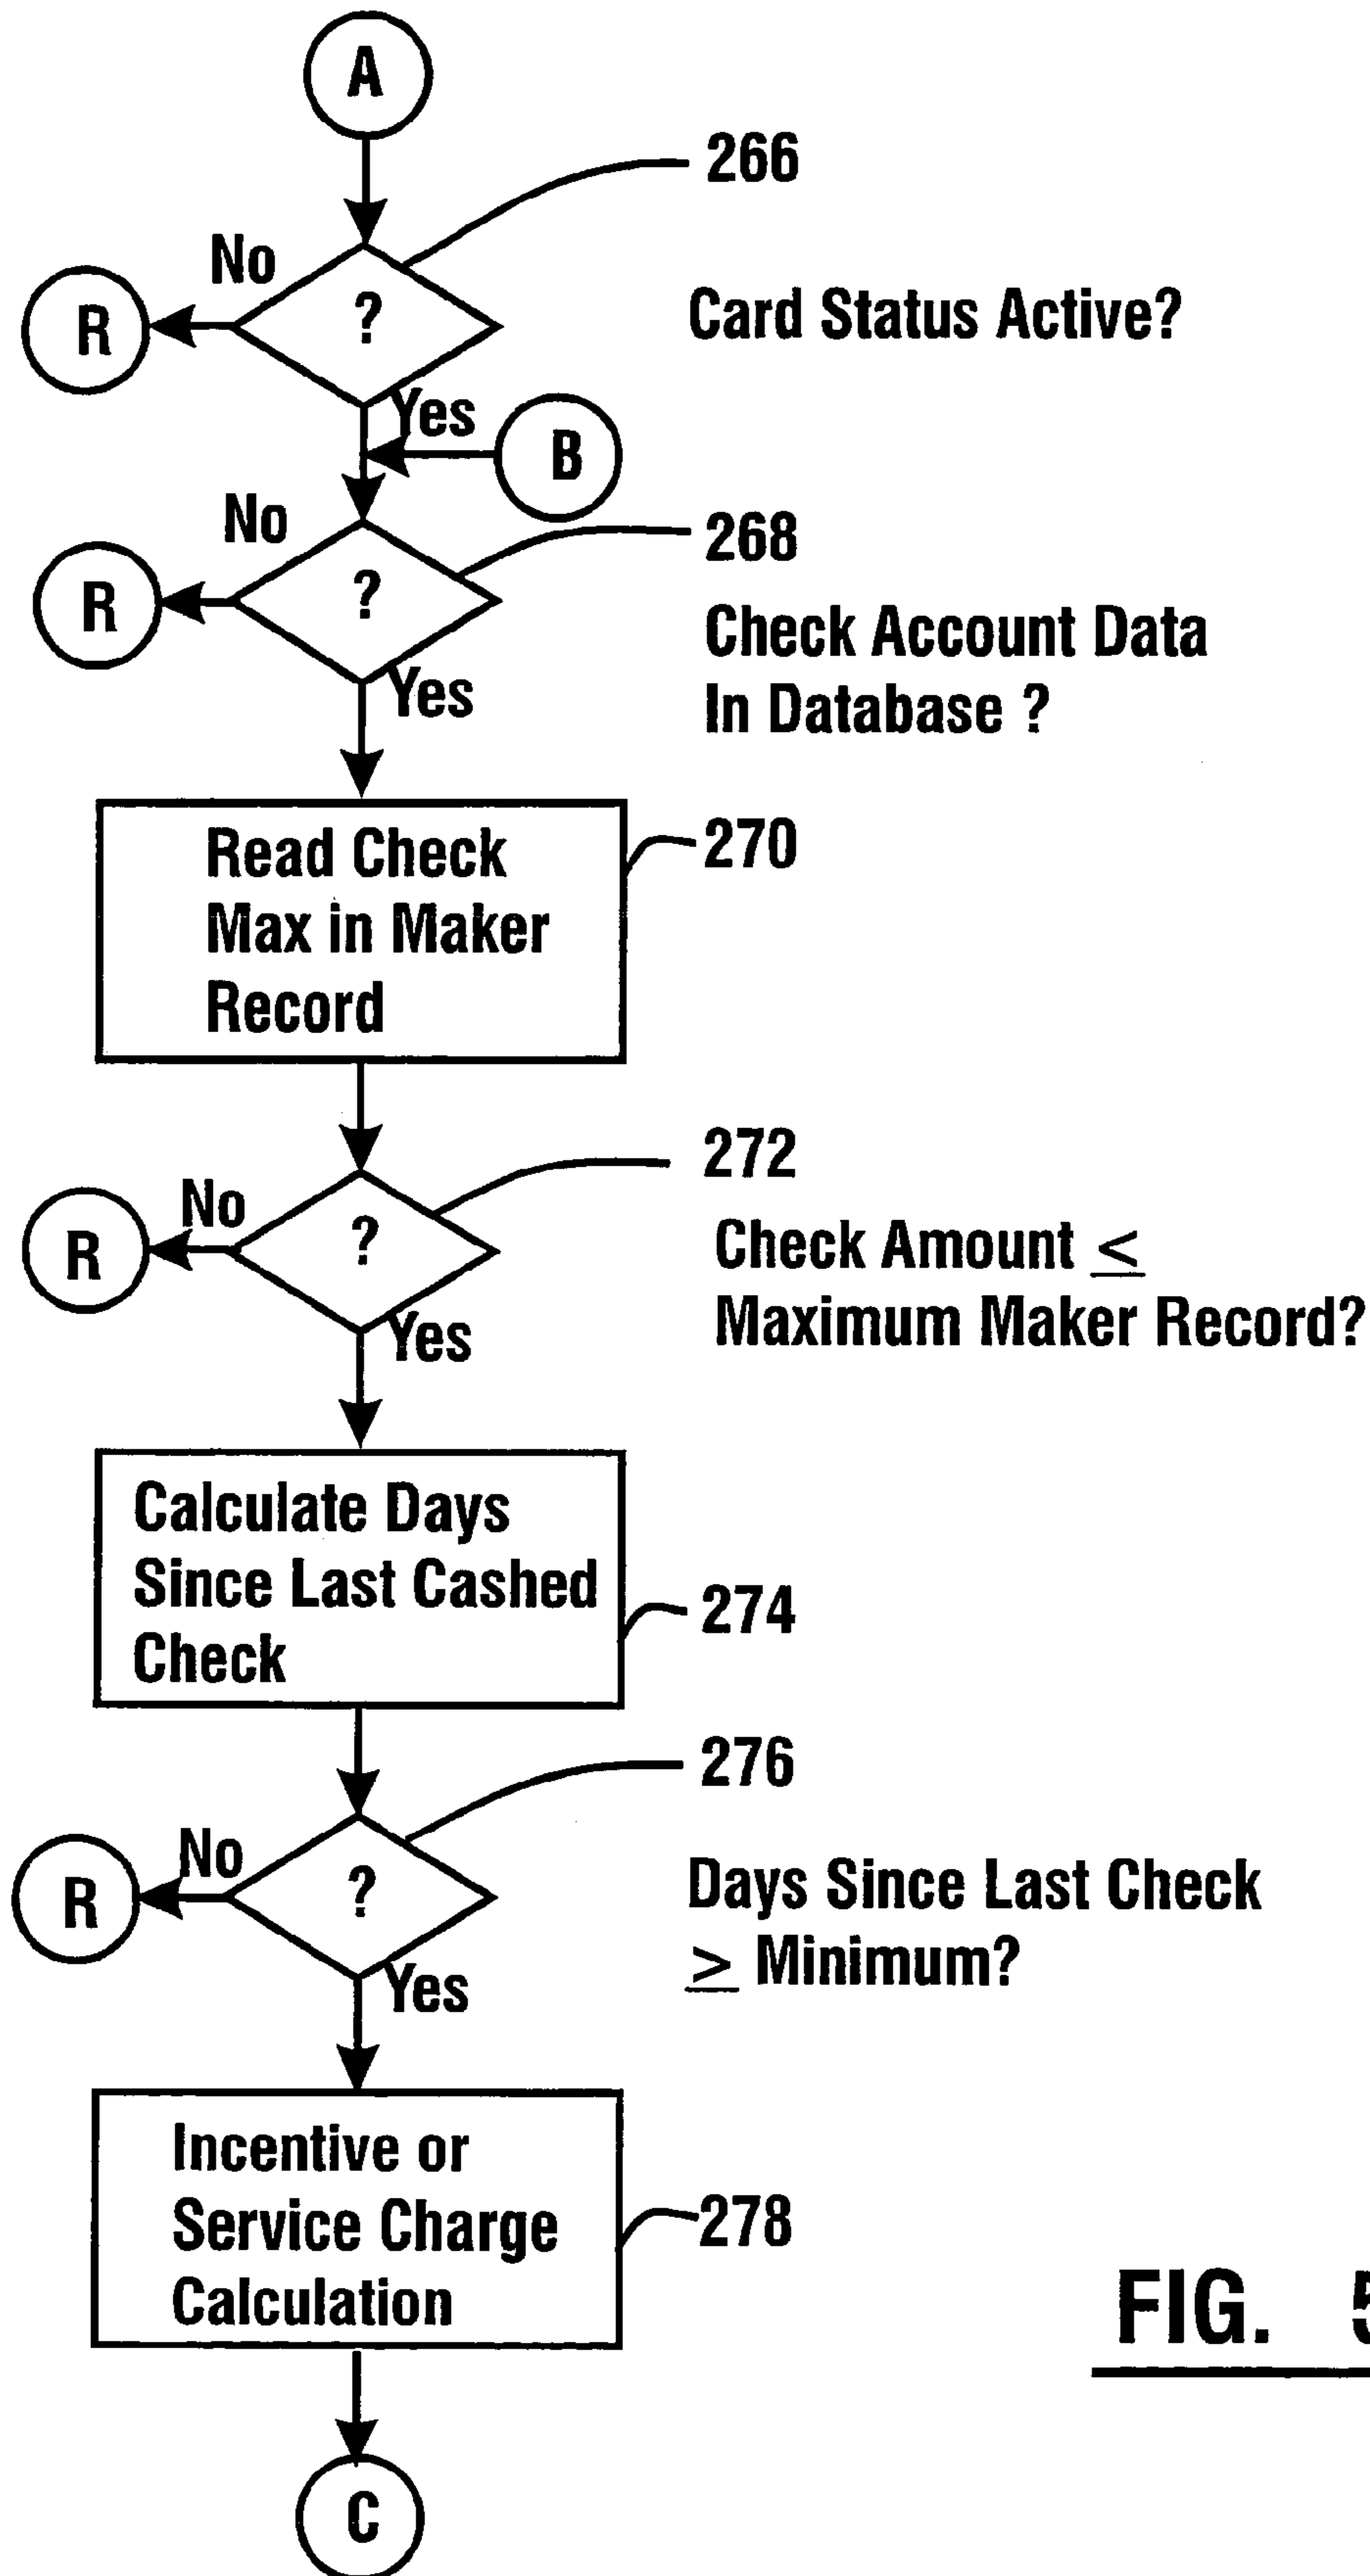 A
266
No
?
R
Card Status Active?
Yes
B
No
268
?
R
Check Account Data
In Database ?
Yes
Read Check
Max in Maker
Record
270
272
No
?
R
Check Amount ≤
Maximum Maker Record?
Yes
Calculate Days
Since Last Cashed
Check
274
276
No
?
R
Days Since Last Check
≥ Minimum?
Yes
Incentive or
Service Charge
Calculation
278
FIG.
C